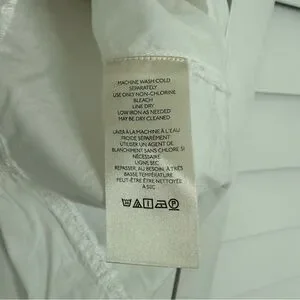 MACHINE WASH COLD
SEPARATELY
USE ONLY NON-CHLORINE
BLEACH
LINE DRY
LOW IRON AS NEEDED
MAY BE DRY CLEANED
LAVER À LA MACHINE À L'EAU
FROIDE SÉPARÉMENT
UTILISER UN AGENT DE
BLANCHIMENT SANS CHLORE SI
NÉCESSAIRE
LIGNE SEC
REPASSER, AU BESOIN, À TRÈS
BASSE TEMPÉRATURE
PEUT-ÊTRE ÊTRE NETTOYÉE
À SEC